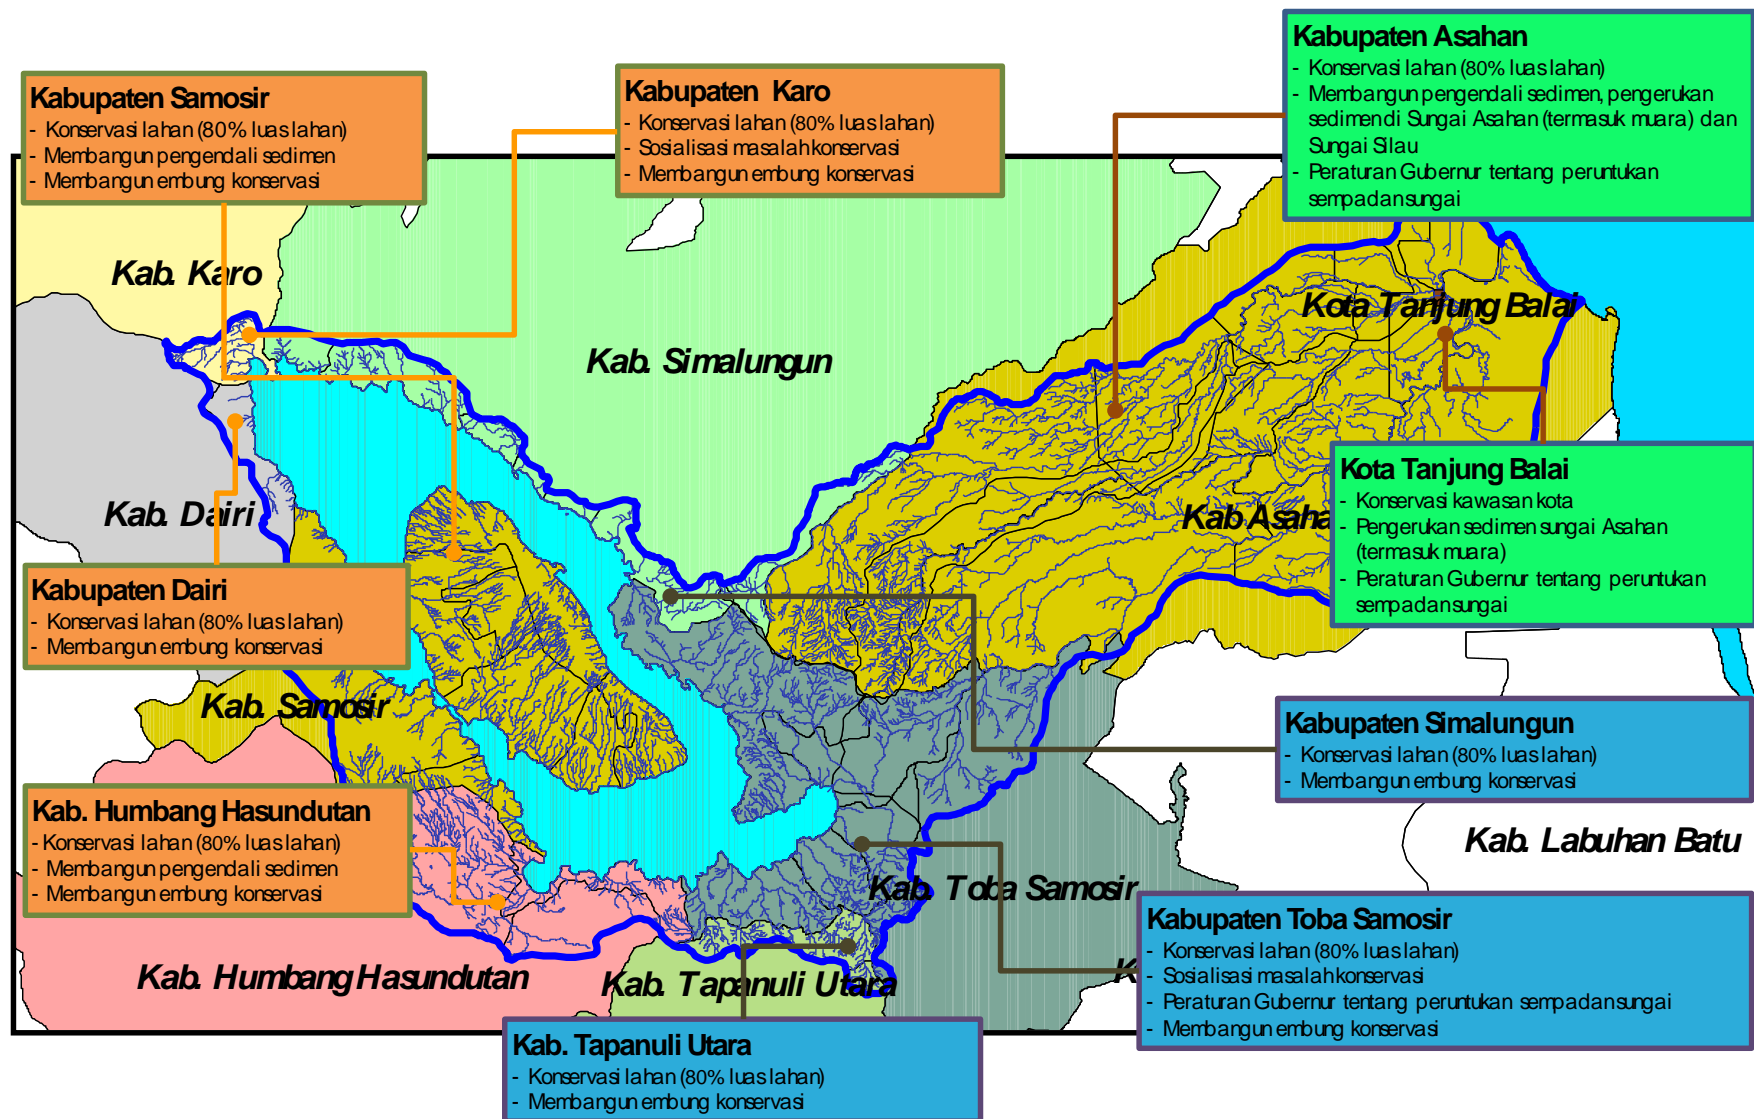 Kabupaten Asahan
- Konservasi lahan (80% luas lahan)
- Membangun pengendali sedimen, pengerukan
sedimen di Sungai Asahan (termasuk muara) dan
Sungai Silau
- Peraturan Gubernur tentang peruntukan
sempadan sungai
Kabupaten Samosir
- Konservasi lahan (80% luas lahan)
- Membangun pengendali sedimen
- Membangun embung konservasi
Kabupaten Karo
- Konservasi lahan (80% luas lahan)
- Sosialisasi masalah konservasi
- Membangun embung konservasi
Kab. Karo
Kota Tanjung Balai
Kab. Simalungun
Kab. Dairi
Kab Asaha
Kota Tanjung Balai
- Konservasi kawasan kota
- Pengerukan sedimen sungai Asahan
(termasuk muara)
- Peraturan Gubernur tentang peruntukan
sempadan sungai
Kabupaten Dairi
- Konservasi lahan (80% luas lahan)
- Membangun embung konservasi
Kab. Samosir
Kabupaten Simalungun
- Konservasi lahan (80% luas lahan)
- Membangun embung konservasi
Kab. Humbang Hasundutan
- Konservasi lahan (80% luas lahan)
- Membangun pengendali sedimen
- Membangun embung konservasi
Kab. Labuhan Batu
Kab. Toba Samosir
Kabupaten Toba Samosir
- Konservasi lahan (80% luas lahan)
- Sosialisasi masalah konservasi
- Peraturan Gubernur tentang peruntukan sempadan sungai
- Membangun embung konservasi
Kab. Humbang Hasundutan
Kab. Tapanuli Utara
K
Kab. Tapanuli Utara
- Konservasi lahan (80% luas lahan)
- Membangun embung konservasi